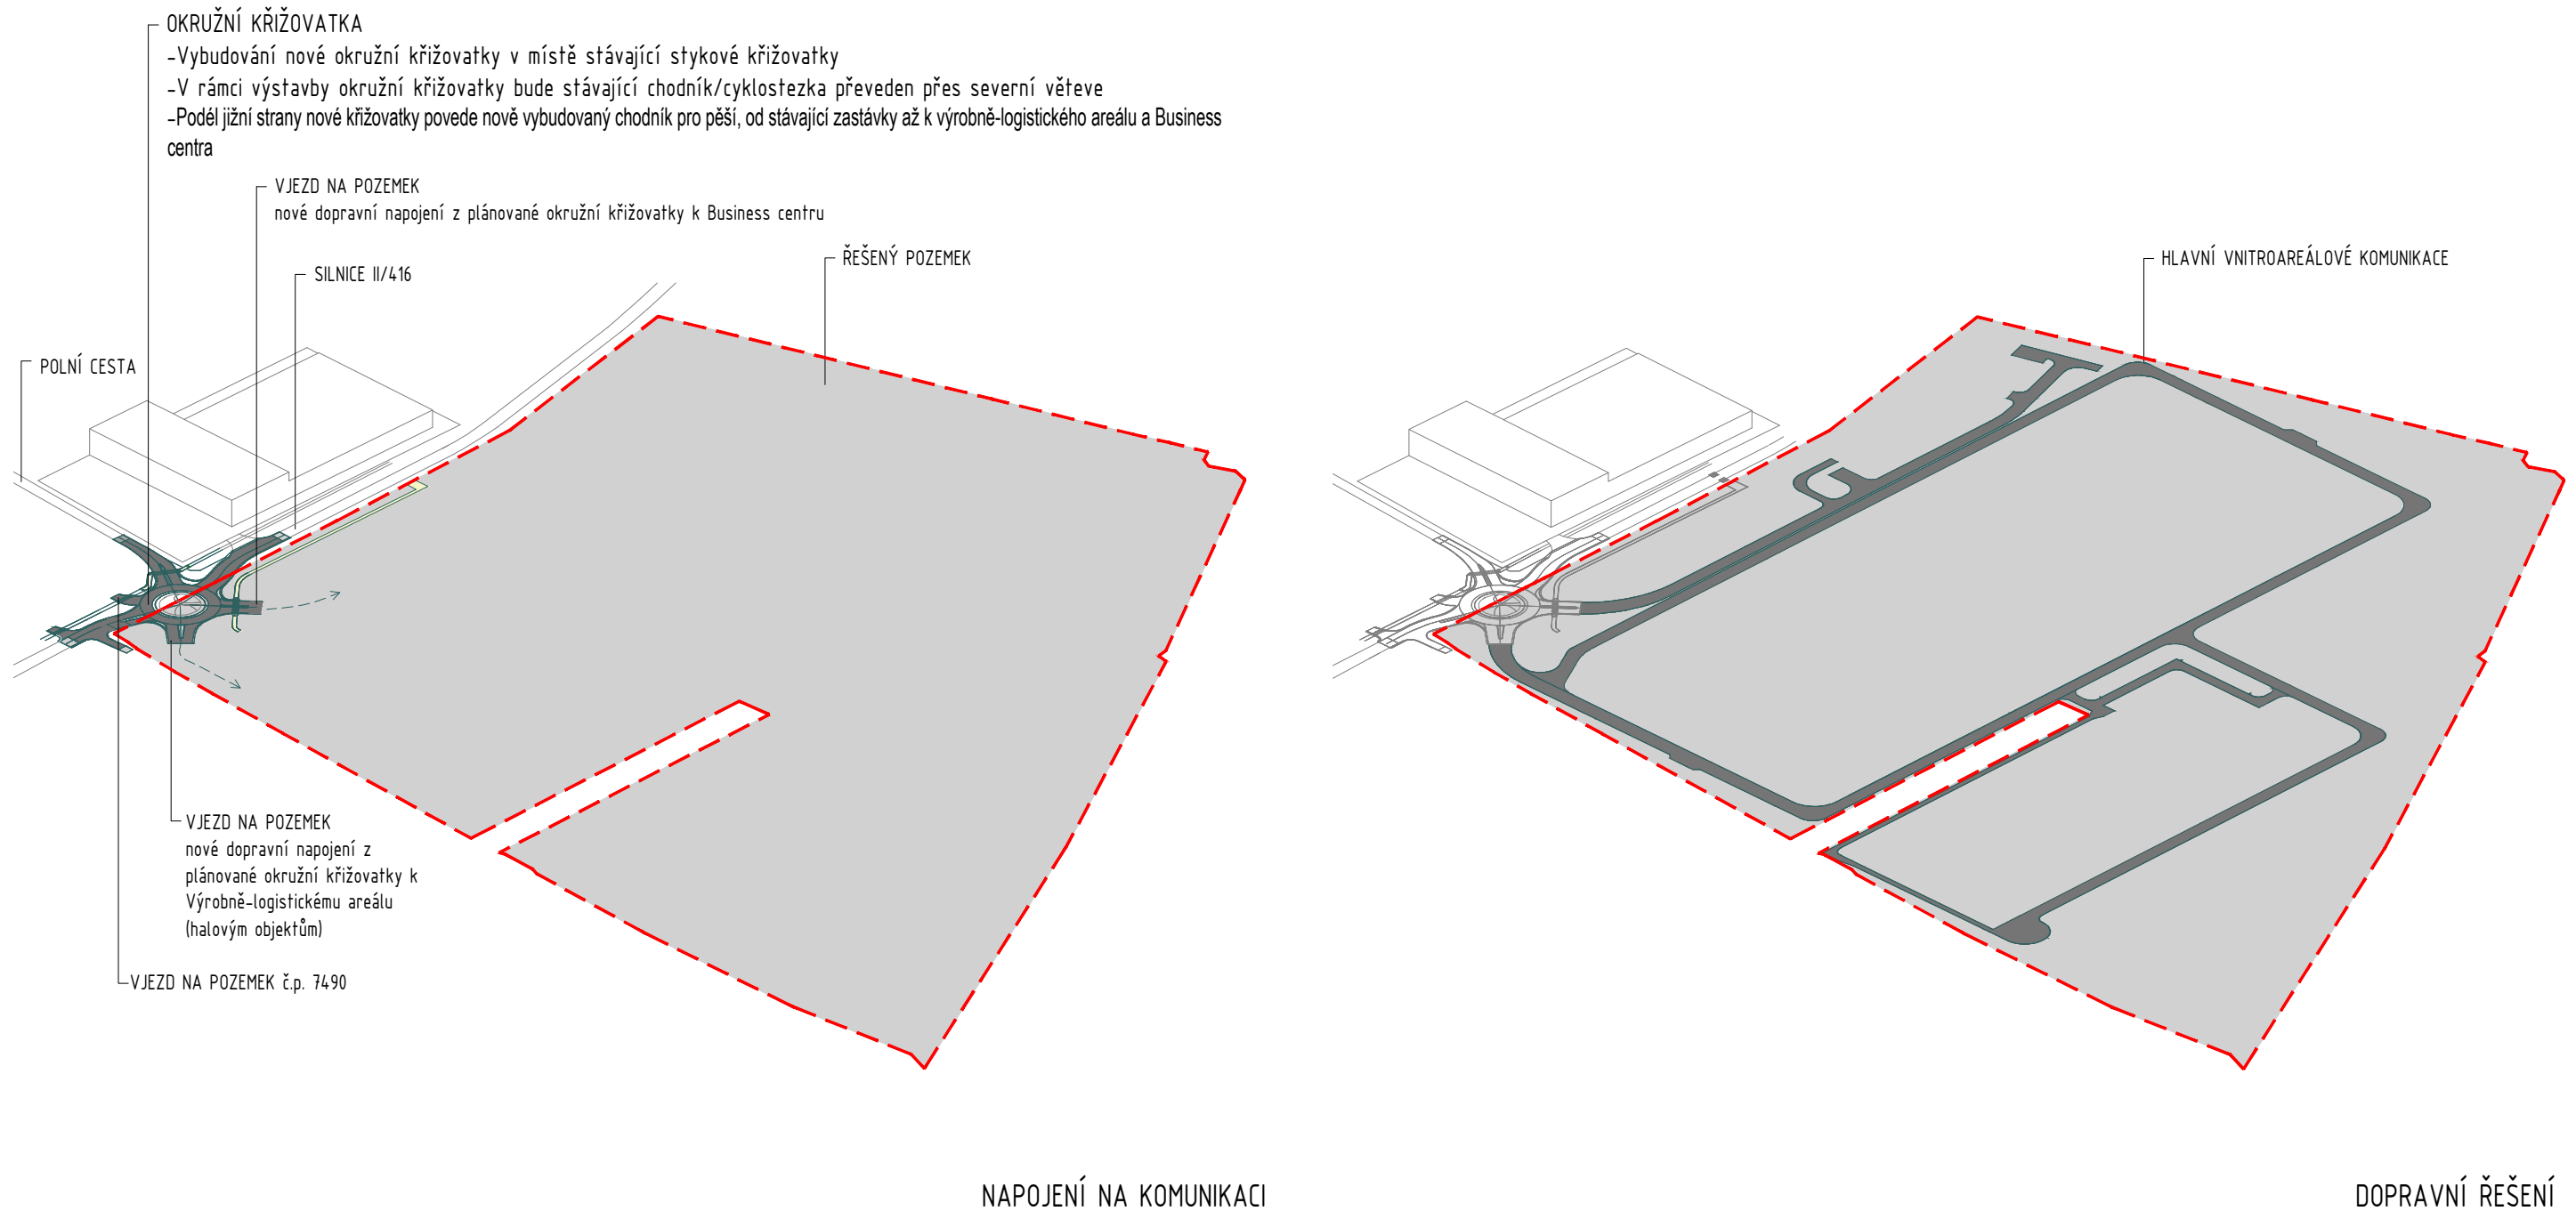 OKRUŽNÍ KŘIŽOVATKA
-Vybudování nové okružní křižovatky v místě stávající stykové křižovatky
-V rámci výstavby okružní křižovatky bude stávající chodník/cyklostezka převeden přes severní věteve
-Podél jižní strany nové křižovatky povede nově vybudovaný chodník pro pěší, od stávající zastávky až k výrobně-logistického areálu a Business
centra
VJEZD NA POZEMEK
nové dopravní napojení z plánované okružní křižovatky k Business centru
SILNICE II/416
ŘEŠENÝ POZEMEK
POLNÍ CESTA
VJEZD NA POZEMEK
nové dopravní napojení z
plánované okružní křižovatky k
Výrobně-logistickému areálu
(halovým objektům)
VJEZD NA POZEMEK č.p. 7490
NAPOJENÍ NA KOMUNIKACI
HLAVNÍ VNITROAREÁLOVÉ KOMUNIKACE
DOPRAVNÍ ŘEŠENÍ